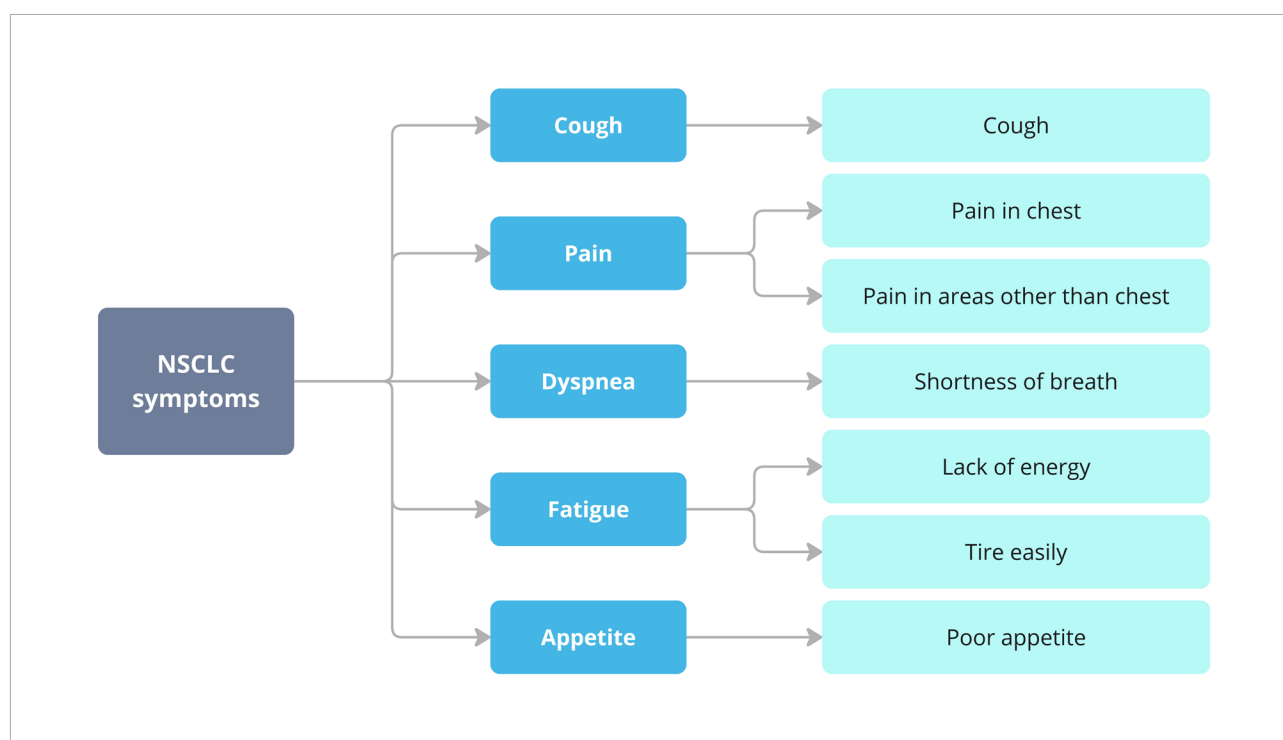 Cough
Cough
Pain in chest
Pain
Pain in areas other than chest
NSCLC
symptoms
Dyspnea
Shortness of breath
Lack of energy
Fatigue
Tire easily
Appetite
Poor appetite